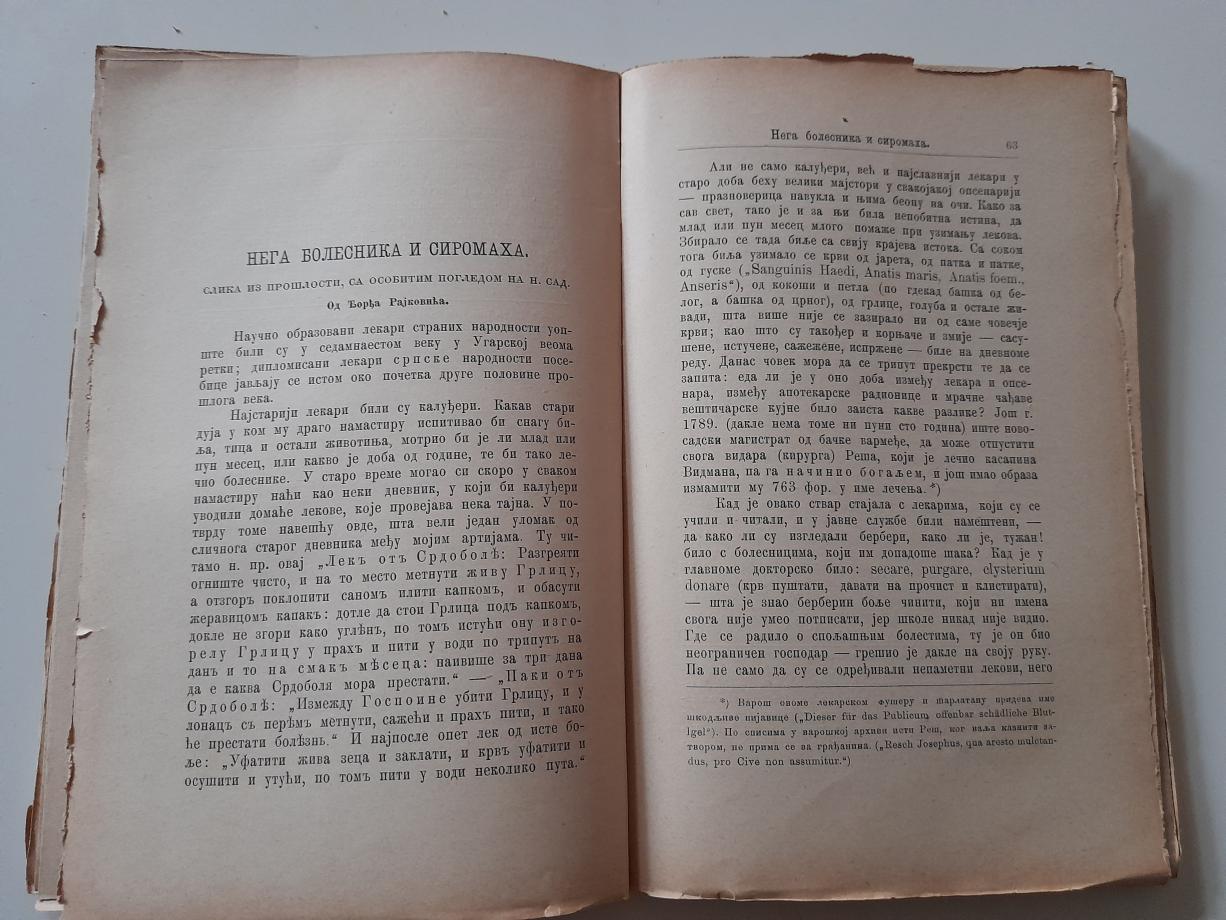 НЕГА БОЛЕСНИКА И СИРОМАХА.
СЛИКА ИЗ ПРОШЛОСТИ, СА ОСОБИТИМ ПОГЛЕДОМ НА Н. САД.
Од Ђорђа Рајковића.
Научно образовани лекари страних народности уоп-
ште били су у седамнаестом веку у Угарској веома
ретки; дипломисани лекари српске народности посе-
бице јављају се истом око почетка друге половине про-
шлога века.
Најстарији лекари били су калуђери. Какав стари
дуја у ком му драго намастиру испитивао би снагу би-
ља, тица и остали животиња, мотрио би је ли млад или
пун месец, или какво је доба од године, те би тако ле-
чио болеснике. У старо време могао си скоро у сваком
намастиру наћи као неки дневник, у који би калуђери
уводили домаће лекове, које провејава нека тајна. У по-
тврду томе навешћу овде, шта вели један уломак од
сличнога старог дневника међу мојим артијама. Ту чи-
тамо н. пр. овај „Лекъ отъ Срдоболѣ: Разгреяти
огниште чисто, и на то место метнути живу Грлицу,
а отзгоръ поклопити саномъ илити капкомъ, и обасути
жеравицомъ капакъ: дотле да стои Грлица подъ капкомъ,
докле не згори како углѣнъ, по томъ истући ону изго-
релу Грлицу у прахъ и пити у води по трипутъ на
данъ и то на смакъ мѣсеца: наивише за три дана
да е каква Срдоболя мора престати.“ — „Паки отъ
Срдоболѣ: „Измежду Госпоине убити Грлицу, и у
лонацъ съ перѣмъ метнути, сажећи и прахъ пити, и тако
ће престати болѣзнь.“ И најпосле опет лек од исте бо-
ље: „Уфатити жива зеца и заклати, и крвъ уфатити и
осушити и утући, по томъ пити у води неколико пута.“
Нега болесника и сиромаха. 63
Али не само калуђери, већ и најславнији лекари у
старо доба беху велики мајстори у свакојакој опсенарији
— празноверица навукла и њима беону на очи. Како за
сав свет, тако је и за њи била непобитна истина, да
млад или пун месец млого помаже при узимању лекова.
Збирало се тада биље са свију крајева истока. Са соком
тога биља узимало се крви од јарета, од патка и патке,
од гуске („Sanguinis Haedi, Anatis maris, Anatis foem.,
Anseris“), од кокоши и петла (по гдекад башка од бе-
лог, а башка од црног), од грлице, голуба и остале жи-
вади, шта више није се зазирало ни од саме човечје
крви; као што су такођер и корњаче и змије — сасу-
шене, истучене, сажежене, испржене — биле на дневноме
реду. Данас човек мора да се трипут прекрсти те да се
запита: еда ли је у оно доба између лекара и опсе-
нара, између апотекарске радионице и мрачне чађаве
вештичарске кујне било заиста какве разлике? Још г.
1789. (дакле нема томе ни пуни сто година) иште ново-
садски магистрат од бачке вармеђе, да може отпустити
свога видара (кирурга) Реша, који је лечио касапина
Видмана, па га начинио богаљем, и још имао образа
измамити му 763 фор. у име лечења.*)
Кад је овако ствар стајала с лекарима, који су се
учили и читали, и у јавне службе били намештени, —
да како ли су изгледали бербери, како ли је, тужан!
било с болесницима, који им допадоше шака? Кад је у
главноме докторско било: secare, purgare, clysterium
donare (крв пуштати, давати на прочист и клистирати),
— шта је знао берберин боље чинити, који ни имена
свога није умео потписати, јер школе никад није видио.
Где се радило о спољашњим болестима, ту је он био
неограничен господар — грешио је дакле на своју руку.
Па не само да су се одређивали непаметни лекови, него
*) Варош ономе лекарском фушеру и шарлатану придева име
шкодљиве пијавице („Dieser für das Publicum offenbar schädliche Blut-
Igel“). По списима у варошкој архиви исти Реш, ког ваља казнити за-
твором, не прима се за грађанина. („Resch Josephus, qua aresto mulctan-
dus, pro Cive non assumitur.“)